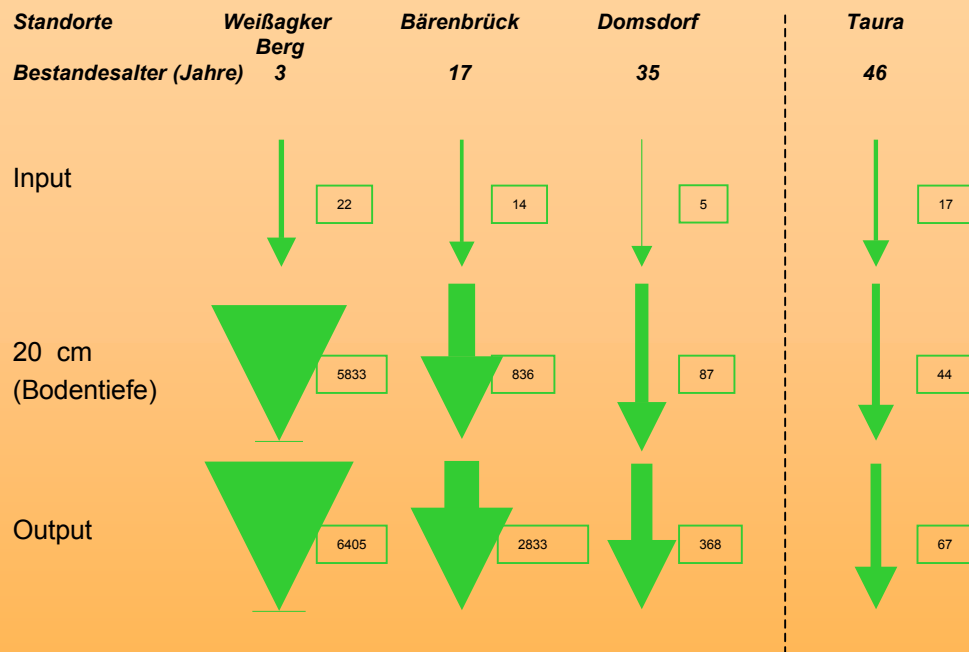 Standorte Weißagker Berg Bärenbrück Domsdorf Taura
Bestandesalter (Jahre) 3 17 35 46
Input 22 14 5 17
20 cm (Bodentiefe) 5833 836 87 44
Output 6405 2833 368 67